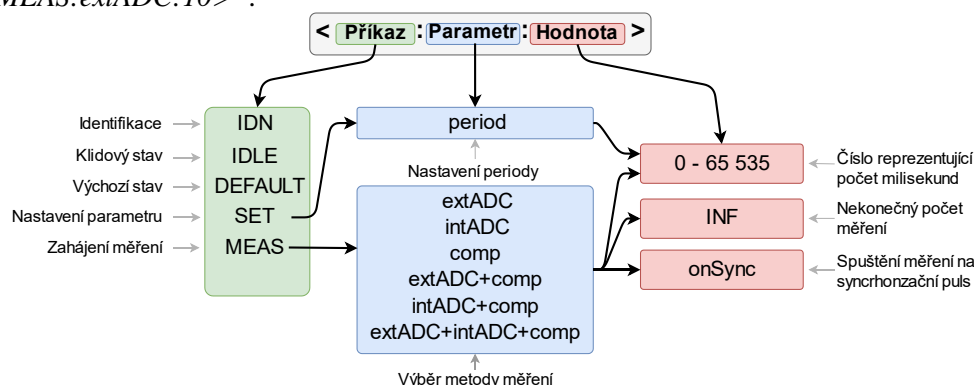 MEAS:extADC:10>".
< Příkaz : Parametr : Hodnota >
Identifikace
Klidový stav
Výchozí stav
Nastavení parametru
Zahájení měření
IDN
IDLE
DEFAULT
SET
MEAS
period
Nastavení periody
extADC
intADC
comp
extADC+comp
intADC+comp
extADC+intADC+comp
Výběr metody měření
0 - 65 535
INF
onSync
Číslo reprezentující
počet milisekund
Nekonečný počet
měření
Spuštění měření na
syncrhonzační puls